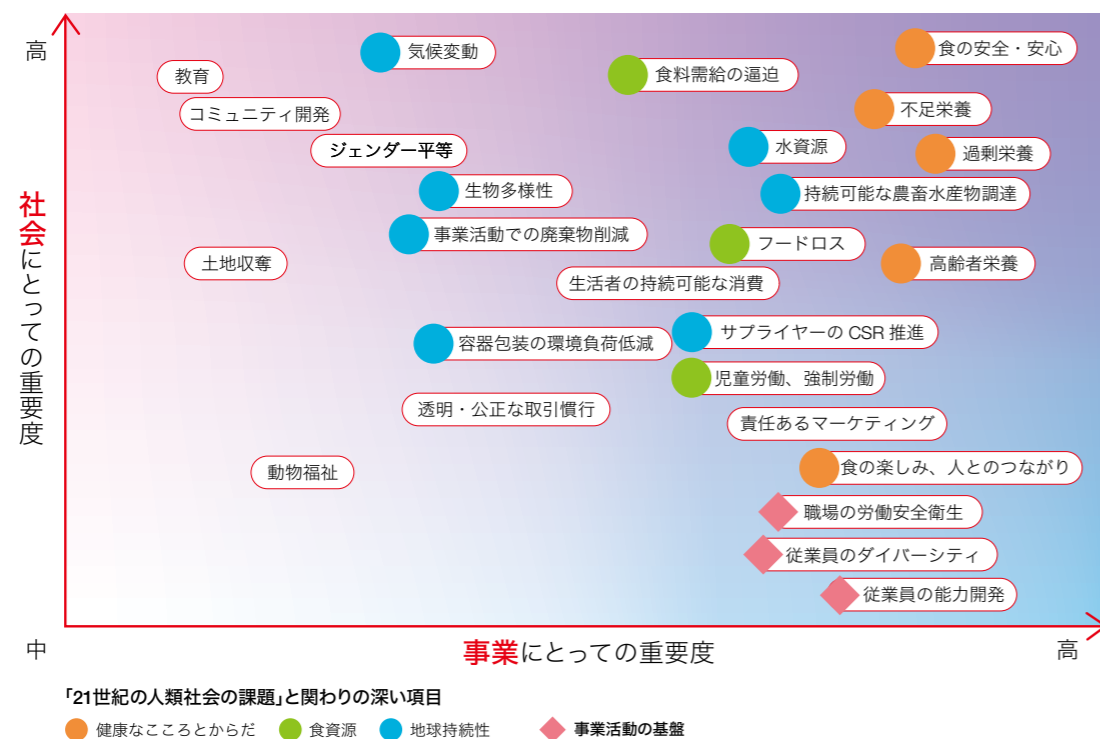 高
気候変動
食の安全・安心
教育
食料需給の逼迫
コミュニティ開発
不足栄養
ジェンダー平等
水資源
過剰栄養
生物多様性
持続可能な農畜水産物調達
事業活動での廃棄物削減
フードロス
土地収奪
高齢者栄養
生活者の持続可能な消費
容器包装の環境負荷低減
サプライヤーの CSR 推進
児童労働、強制労働
透明・公正な取引慣行
責任あるマーケティング
動物福祉
食の楽しみ、人とのつながり
職場の労働安全衛生
従業員のダイバーシティ
従業員の能力開発
社会にとっての重要度
中
事業にとっての重要度
高
「21世紀の人類社会の課題」と関わりの深い項目
健康なこころとからだ 食資源 地球持続性 事業活動の基盤